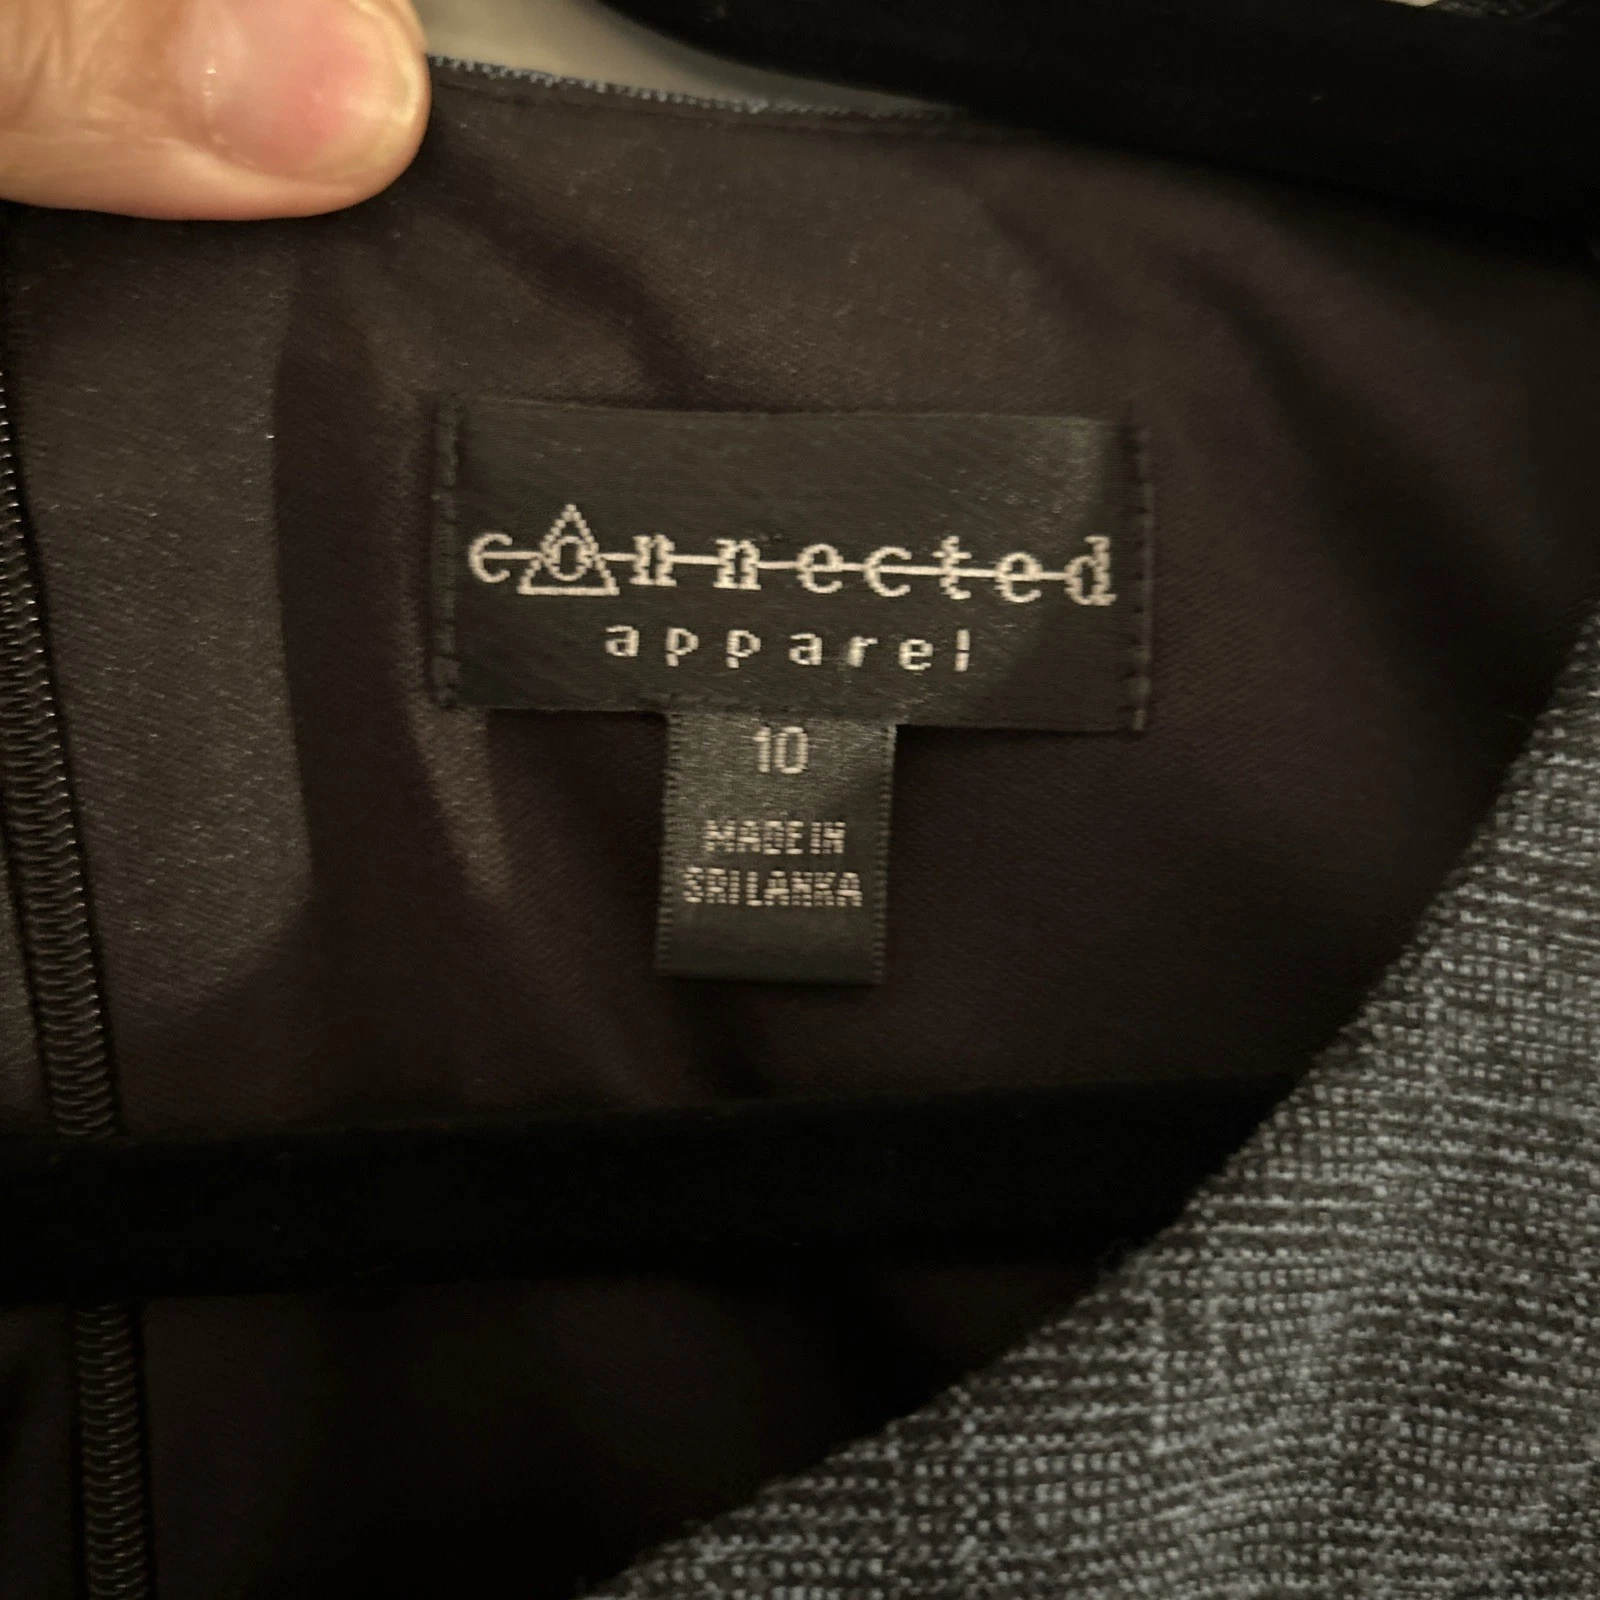 connected
apparel
10
MADE IN
SRI LANKA